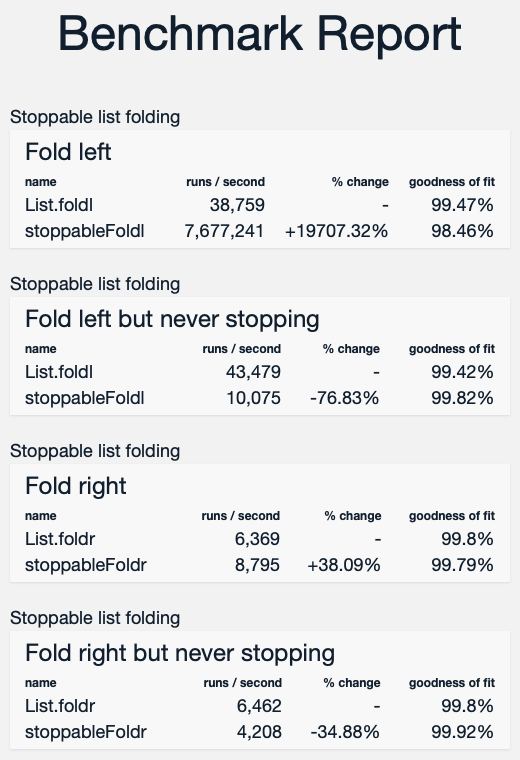 Benchmark Report
Stoppable list folding
Fold left
name runs / second % change goodness of fit
List.foldl 38,759 - 99.47%
stoppableFoldl 7,677,241 +19707.32% 98.46%
Stoppable list folding
Fold left but never stopping
name runs / second % change goodness of fit
List.foldl 43,479 - 99.42%
stoppableFoldl 10,075 -76.83% 99.82%
Stoppable list folding
Fold right
name runs / second % change goodness of fit
List.foldr 6,369 - 99.8%
stoppableFoldr 8,795 +38.09% 99.79%
Stoppable list folding
Fold right but never stopping
name runs / second % change goodness of fit
List.foldr 6,462 - 99.8%
stoppableFoldr 4,208 -34.88% 99.92%